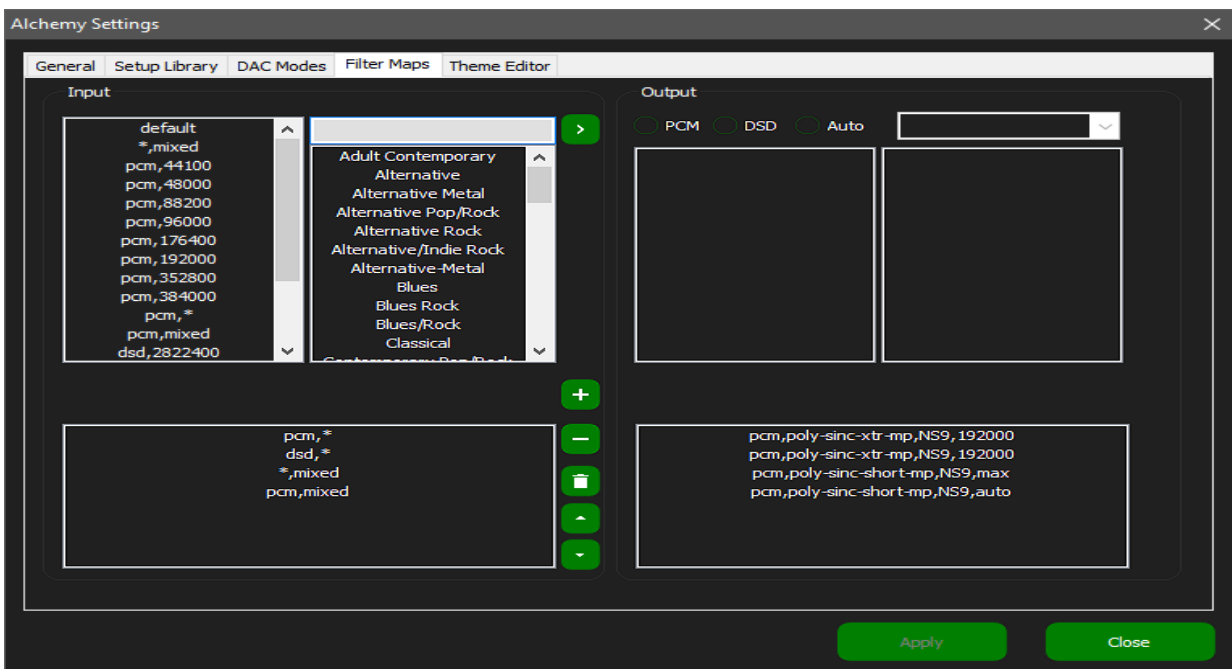 Alchemy Settings
General Setup Library DAC Modes Filter Maps Theme Editor
Input
default
*,mixed
pcm,44100
pcm,48000
pcm,88200
pcm,96000
pcm,176400
pcm,192000
pcm,352800
pcm,384000
pcm,*
pcm,mixed
dsd,2822400
>
Adult Contemporary
Alternative
Alternative Metal
Alternative Pop/Rock
Alternative Rock
Alternative/Indie Rock
Alternative-Metal
Blues
Blues Rock
Blues/Rock
Classical
Contemporary Pop/Rock
pcm,*
dsd,*
*,mixed
pcm,mixed
Output
PCM DSD Auto
pcm,poly-sinc-xtr-mp,NS9,192000
pcm,poly-sinc-xtr-mp,NS9,192000
pcm,poly-sinc-short-mp,NS9,max
pcm,poly-sinc-short-mp,NS9,auto
Apply Close